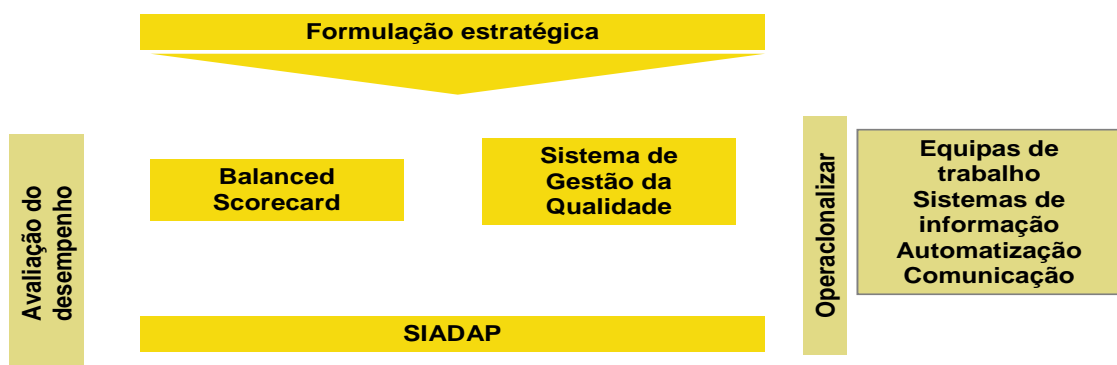 Formulação estratégica
Avaliação do
desempenho
Balanced
Scorecard
Sistema de
Gestão da
Qualidade
SIADAP
Operacionalizar
Equipas de
trabalho
Sistemas de
informação
Automatização
Comunicação